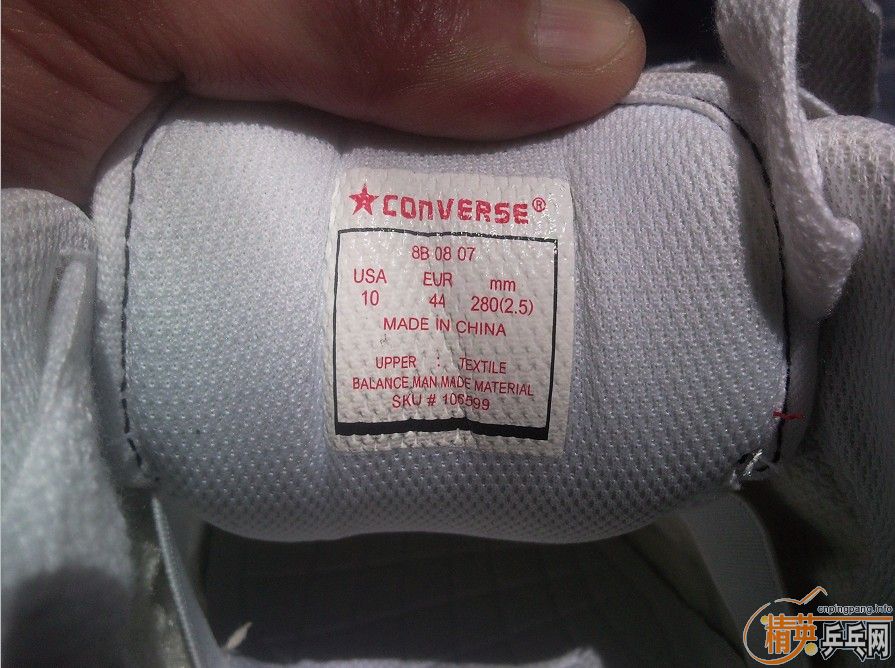 CONVERSE®
8B 08 07
USA EUR mm
10 44 280(2.5)
MADE IN CHINA
UPPER : TEXTILE
BALANCE MAN MADE MATERIAL
SKU # 106599
cnpingpang.info
精英乒乓网